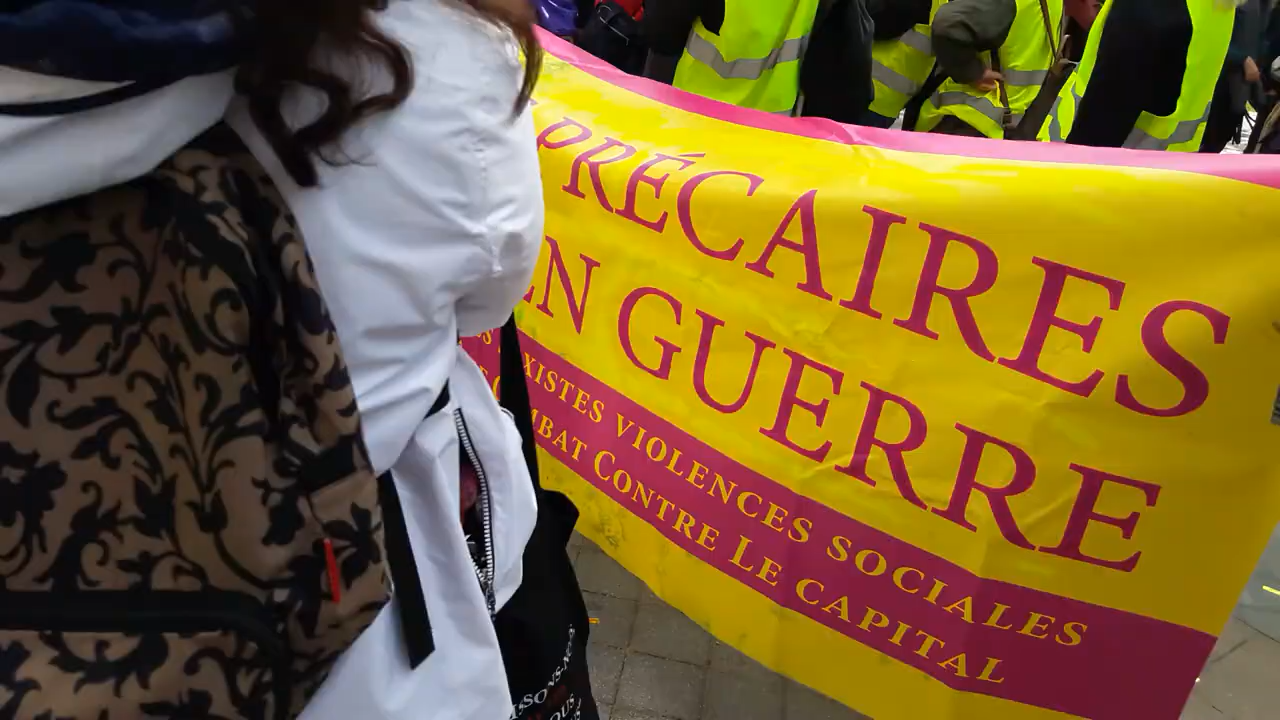 PRÉCAIRES
EN GUERRE
VIOLENCES SOCIALES
CONTRE LE CAPITAL